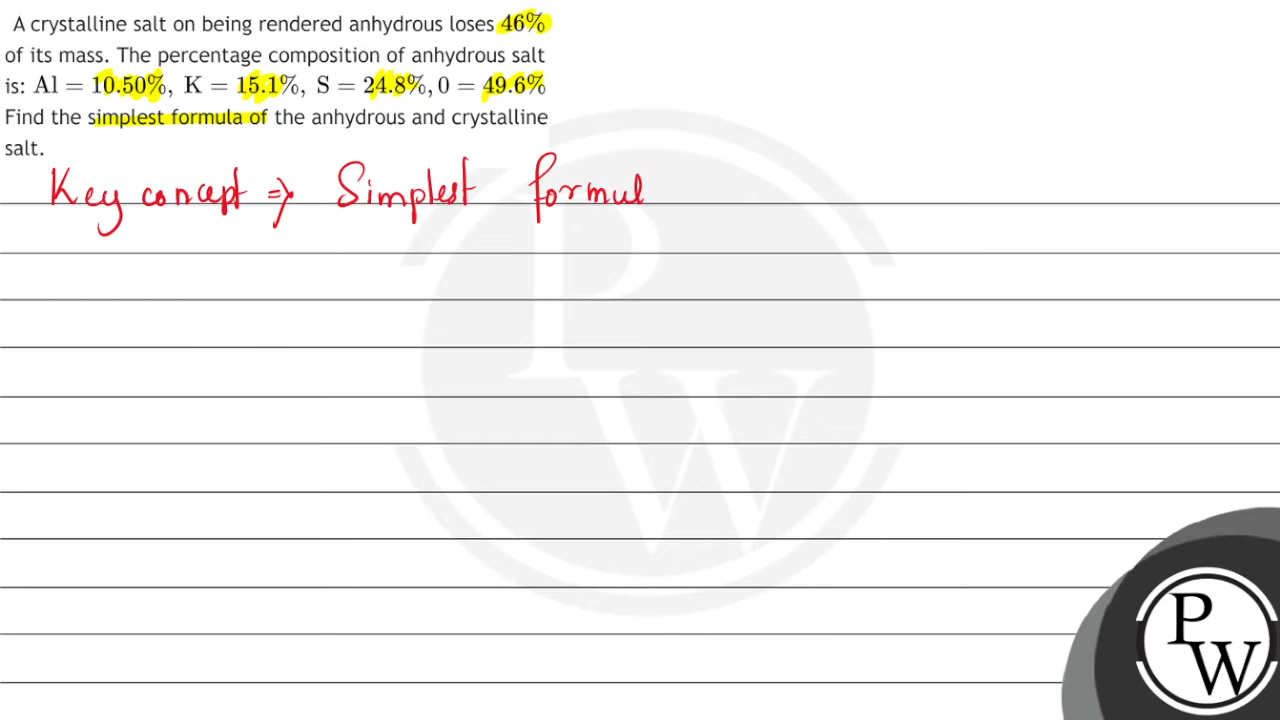 A crystalline salt on being rendered anhydrous loses 46%
of its mass. The percentage composition of anhydrous salt
is: Al = 10.50%, K = 15.1%, S = 24.8%, 0 = 49.6%
Find the simplest formula of the anhydrous and crystalline
salt.
Key concept ⇒ Simplest formul
P
W
P
W